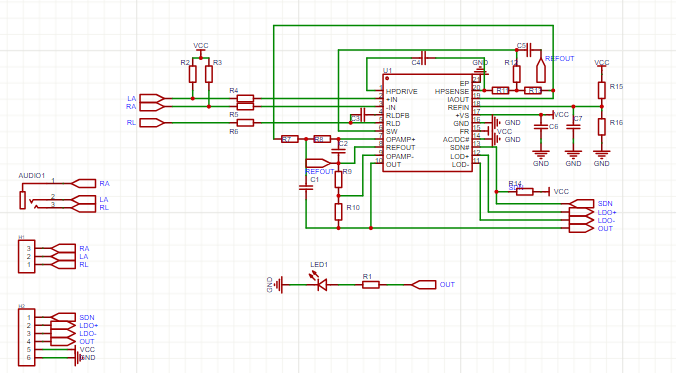 VCC
R2
R3
LA
RA
RL
R4
R5
R6
C4
U1
GND
C5
REFOUT
R12
VCC
R15
R16
HPDRIVE
+IN
-IN
RLDFB
RLD
SW
OPAMP+
REFOUT
OPAMP-
OUT
EP
HPSENSE
IAOUT
REFIN
+VS
GND
FR
AC/DC#
SDN#
LOD+
LOD-
C3
R7
R8
C2
REFOUT
C1
R9
R10
GND
VCC
GND
VCC
C6
C7
GND
GND
GND
VCC
SDN
LDO+
LDO-
OUT
AUDIO1
1
2
3
RA
LA
RL
H1
3
2
1
RA
LA
RL
LED1
GND
R1
OUT
H2
1
2
3
4
5
6
SDN
LDO+
LDO-
OUT
VCC
GND